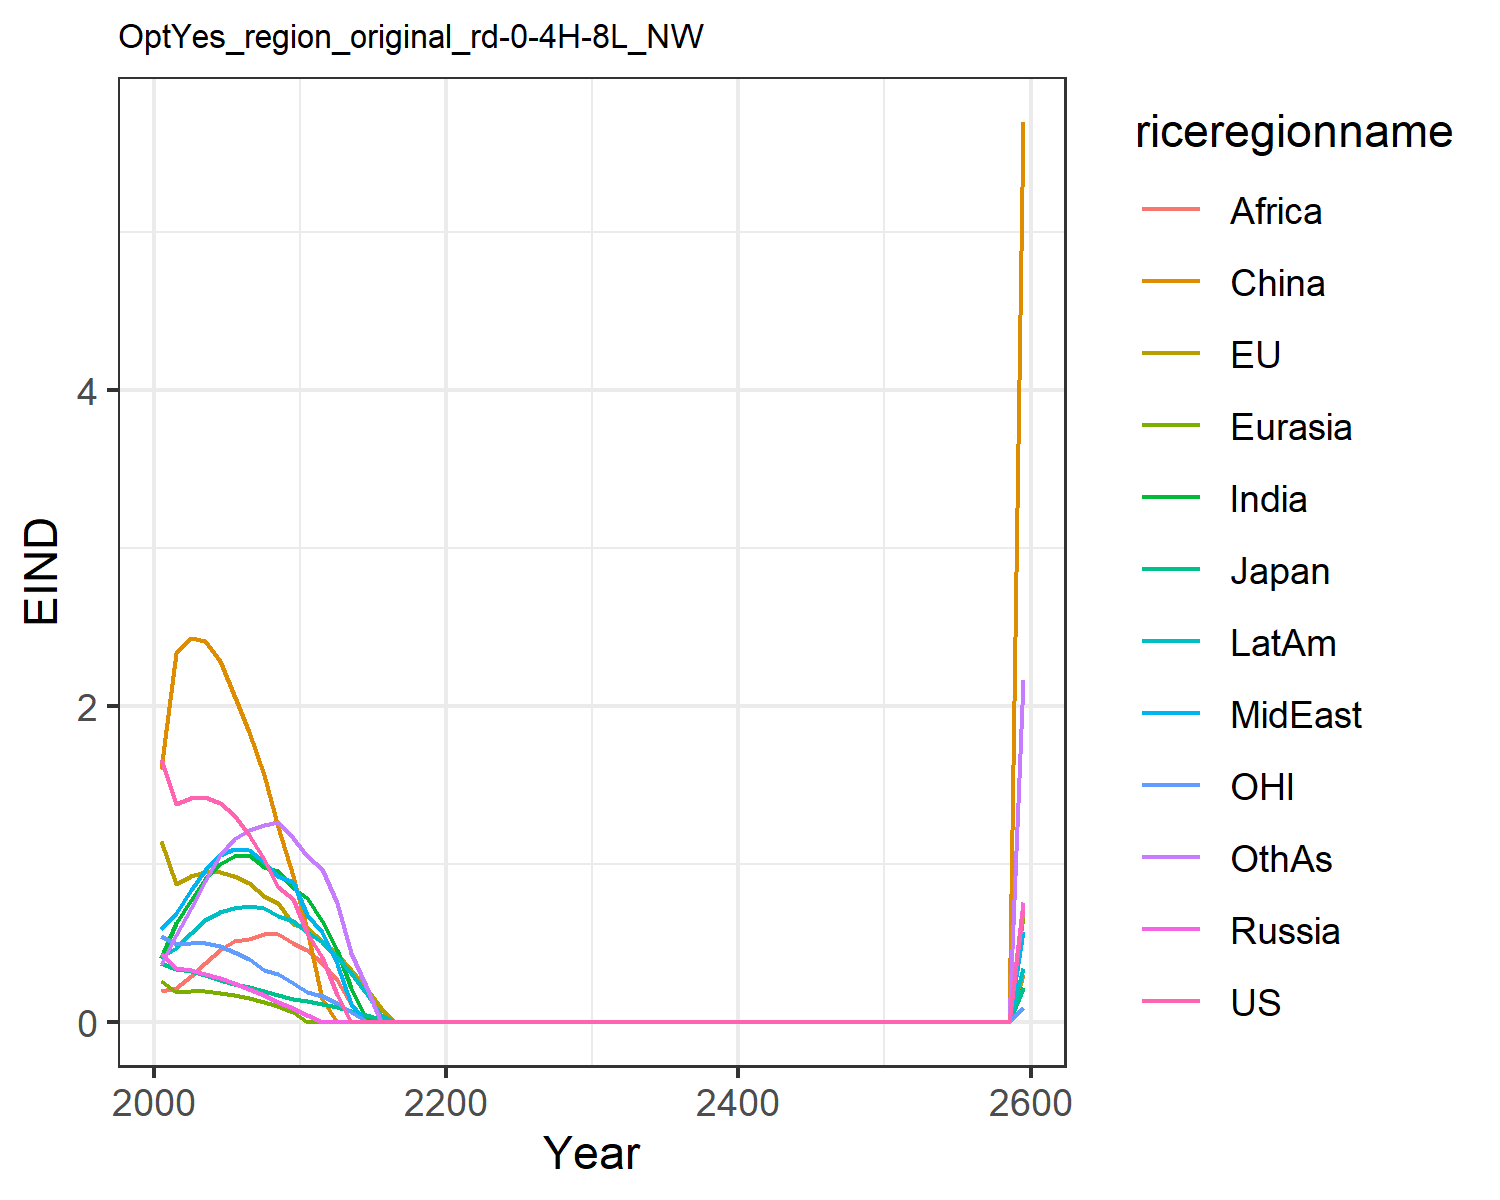 OptYes_region_original_rd-0-4H-8L_NW
EIND
4
2
0
2000
2200
2400
2600
Year
riceregionname
Africa
China
EU
Eurasia
India
Japan
LatAm
MidEast
OHI
OthAs
Russia
US